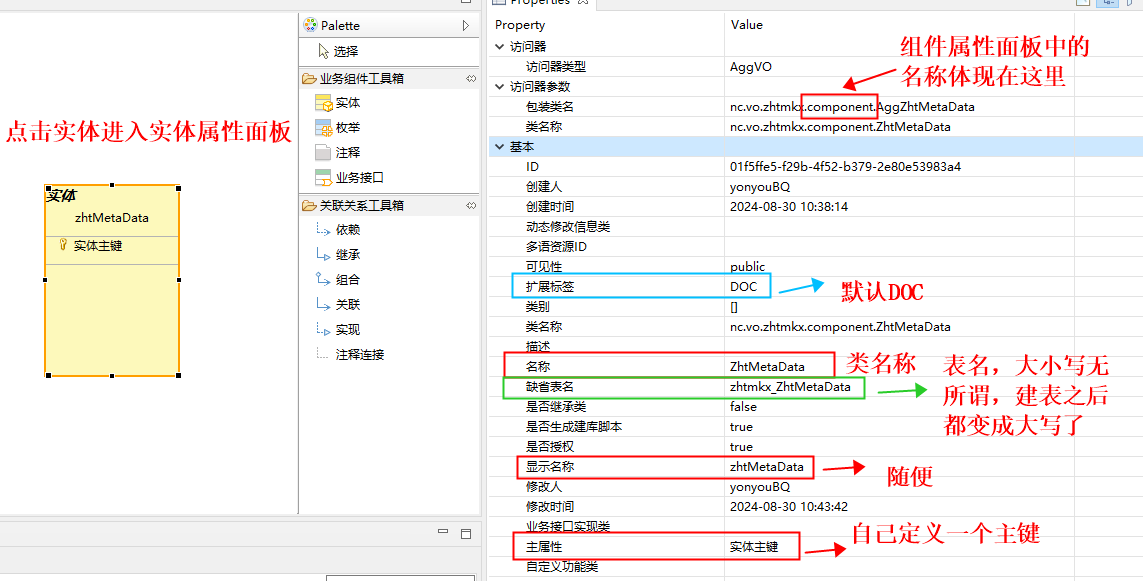 点击实体进入实体属性面板
实体
zhtMetaData
实体主键
Palette
选择
业务组件工具箱
实体
枚举
注释
业务接口
关联关系工具箱
依赖
继承
组合
关联
实现
注释连接
Properties
Property Value
访问器
访问器类型 AggVO
访问器参数
包装类名 nc.vo.zhtmkx.component.AggZhtMetaData
类名称 nc.vo.zhtmkx.component.ZhtMetaData
基本
ID 01f5ffe5-f29b-4f52-b379-2e80e53983a4
创建人 yonyouBQ
创建时间 2024-08-30 10:38:14
动态修改信息类
多语资源ID
可见性 public
扩展标签 DOC
类别 []
类名称 nc.vo.zhtmkx.component.ZhtMetaData
描述
名称 ZhtMetaData
缺省表名 zhtmkx_ZhtMetaData
是否继承类 false
是否生成建库脚本 true
是否授权 true
显示名称 zhtMetaData
修改人 yonyouBQ
修改时间 2024-08-30 10:43:42
业务接口实现类
主属性 实体主键
自定义功能类
组件属性面板中的
名称体现在这里
默认DOC
类名称
表名，大小写无
所谓，建表之后
都变成大写了
随便
自己定义一个主键